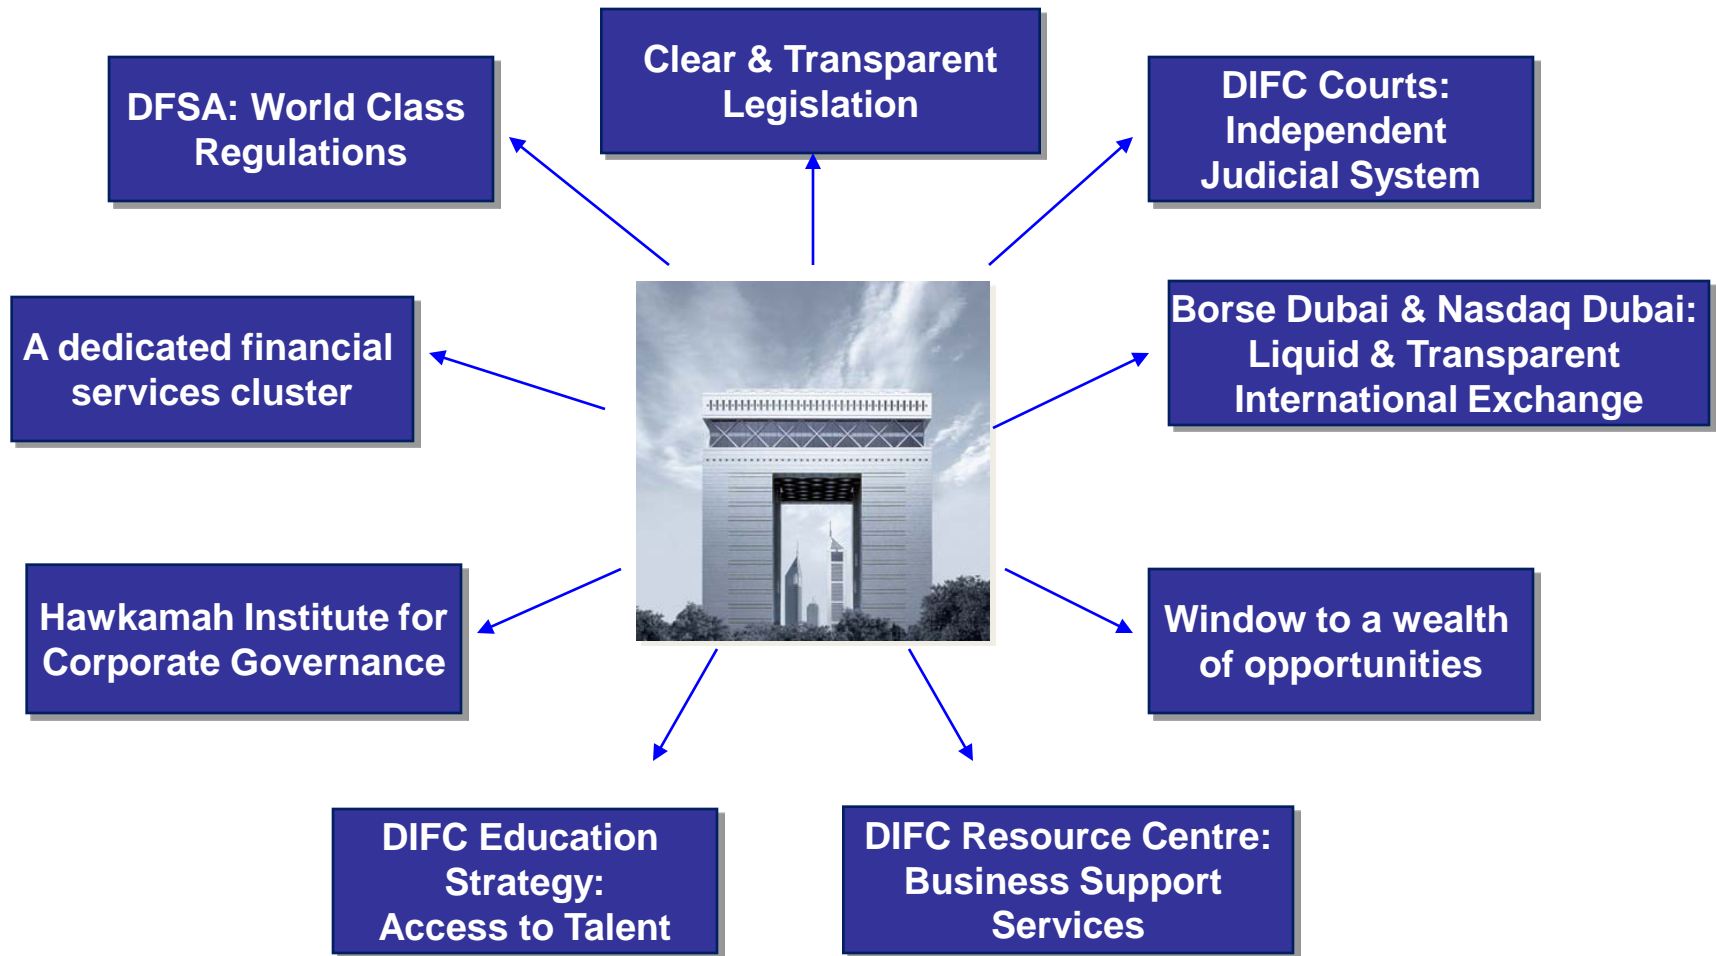 Clear & Transparent
Legislation
DFSA: World Class
Regulations
DIFC Courts:
Independent
Judicial System
A dedicated financial
services cluster
Borse Dubai & Nasdaq Dubai:
Liquid & Transparent
International Exchange
Hawkamah Institute for
Corporate Governance
Window to a wealth
of opportunities
DIFC Education
Strategy:
Access to Talent
DIFC Resource Centre:
Business Support
Services